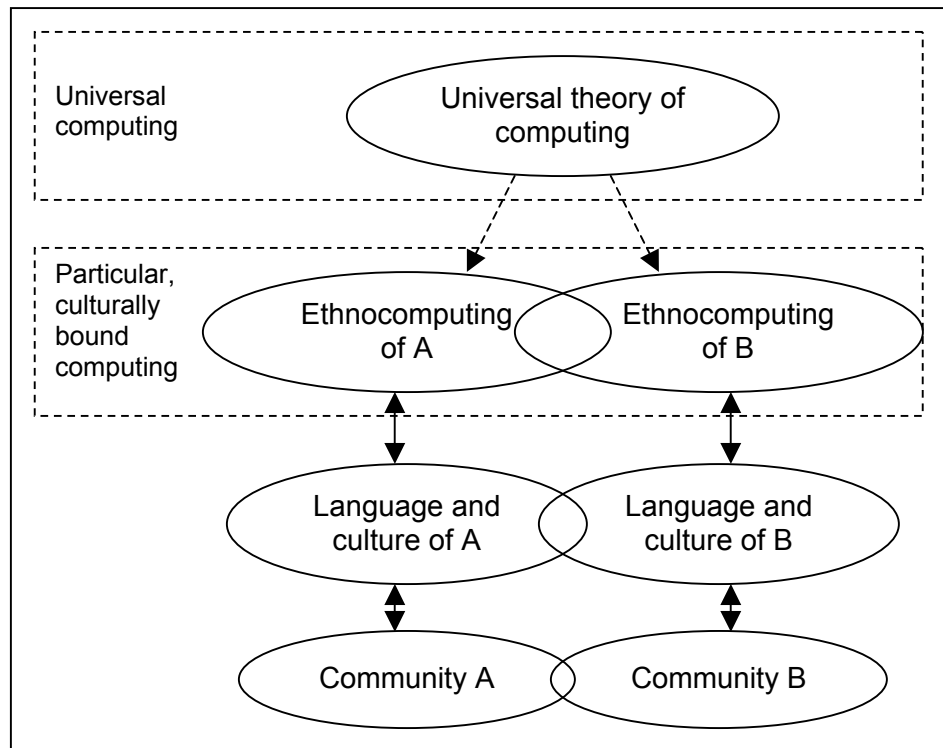 Universal
computing
Universal theory of
computing
Particular,
culturally
bound
computing
Ethnocomputing
of A
Ethnocomputing
of B
Language and
culture of A
Language and
culture of B
Community A
Community B